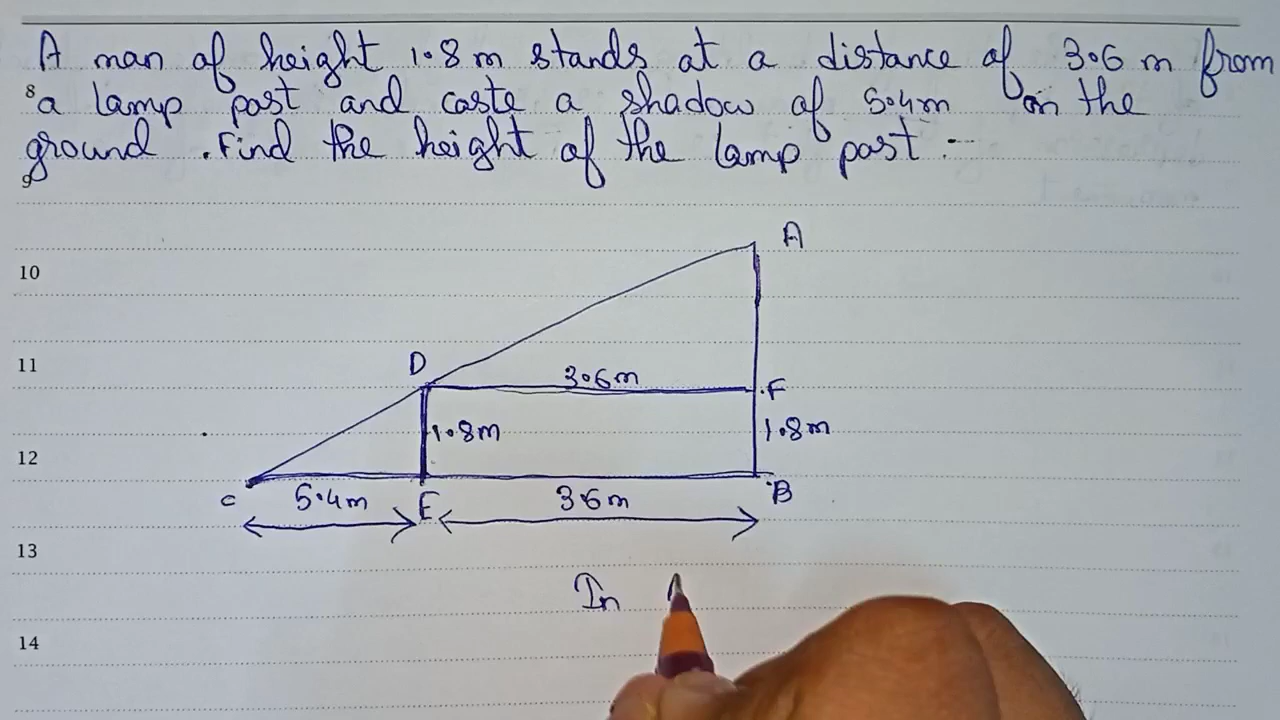 A man of height 1.8 m stands at a distance of 3.6 m from
8 a lamp post and caste a shadow of 5.4m on the
ground . Find the height of the lamp post :-
9
A
10
D
11
3.6m
.F
1.8m
1.8m
12
C
5.4m
E
3.6m
B
13
In
14